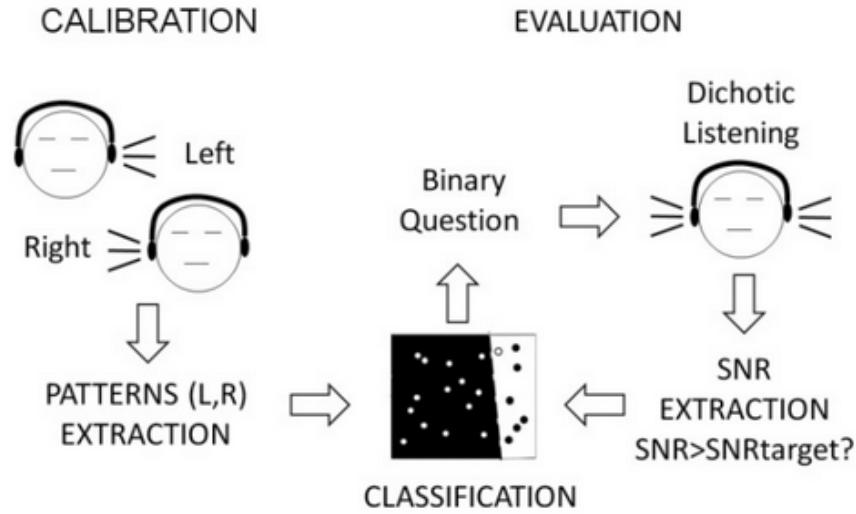 CALIBRATION
EVALUATION
Left
Right
PATTERNS (L,R)
EXTRACTION
Binary
Question
Dichotic
Listening
SNR
EXTRACTION
SNR>SNRtarget?
CLASSIFICATION